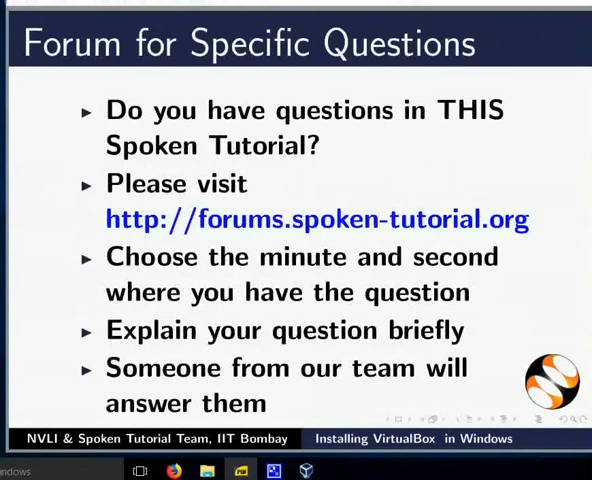 Forum for Specific Questions
Do you have questions in THIS
Spoken Tutorial?
Please visit
http://forums.spoken-tutorial.org
Choose the minute and second
where you have the question
Explain your question briefly
Someone from our team will
answer them
NVLI & Spoken Tutorial Team, IIT Bombay
Installing VirtualBox in Windows
ndows